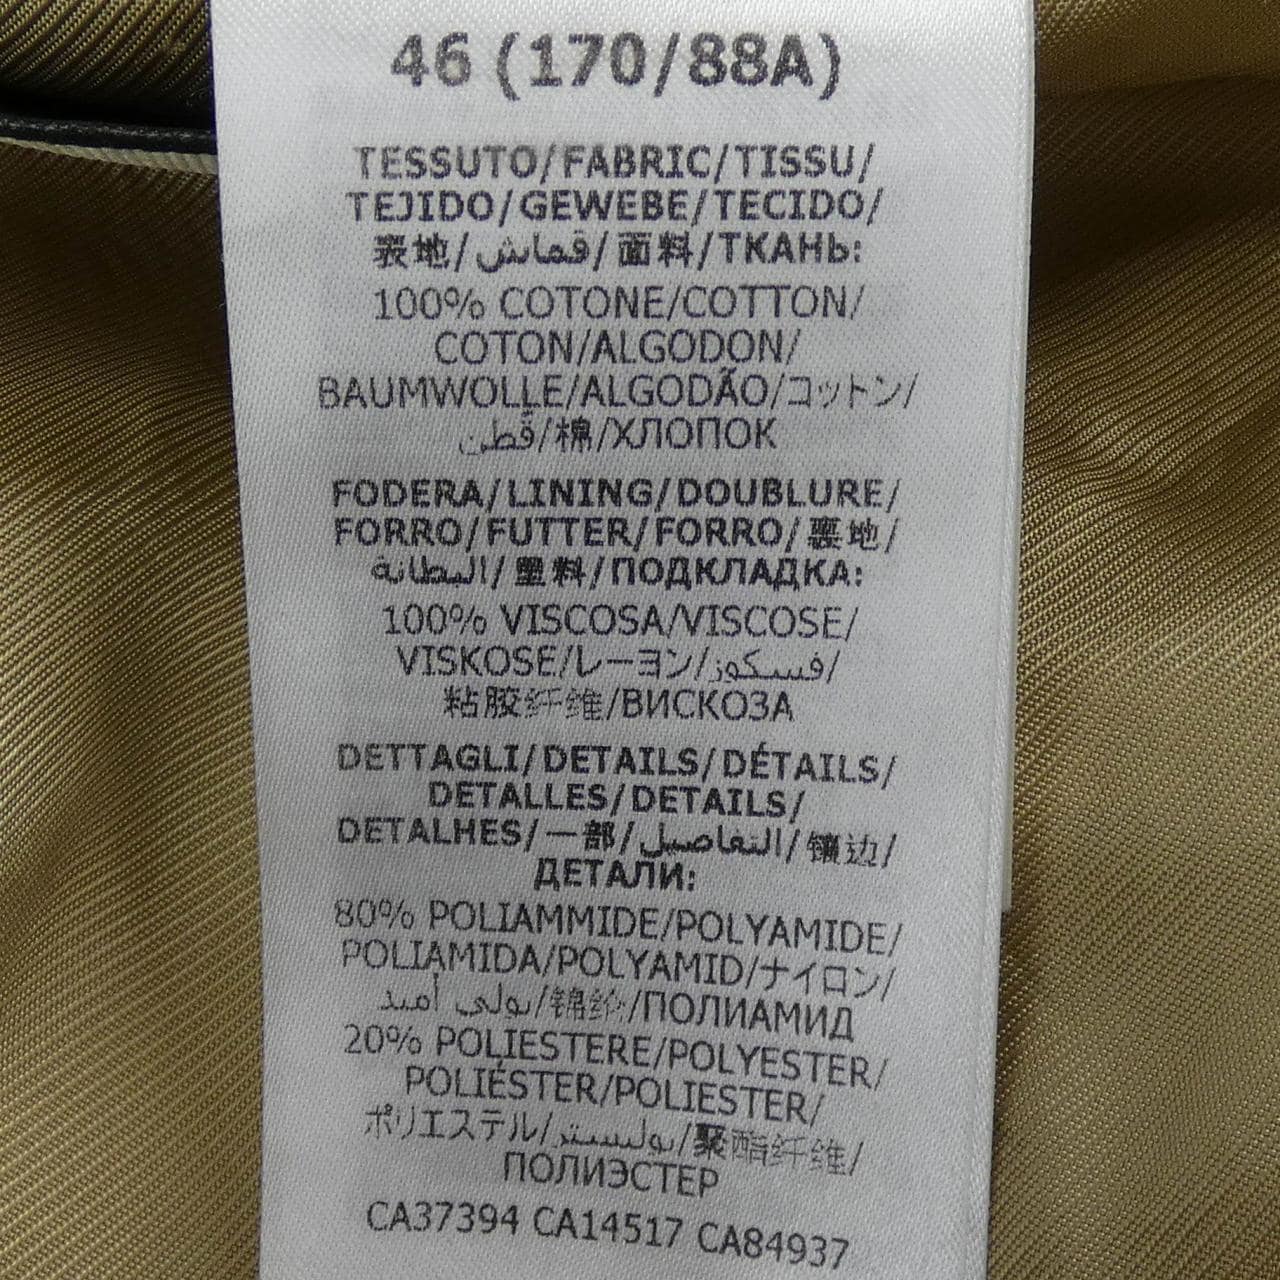 46 (170/88A)
TESSUTO/FABRIC/TISSU/
TEJIDO/GEWEBE/TECIDO/
表地/قماش/面料/ТКАНЬ:
100% COTONE/COTTON/
COTON/ALGODON/
BAUMWOLLE/ALGODÃO/コットン/
قُطن/棉/ХЛОПОК
FODERA/LINING/DOUBLURE/
FORRO/FUTTER/FORRO/裏地/
البطانة/里料/ПОДКЛАДКА:
100% VISCOSA/VISCOSE/
VISKOSE/レーヨン/فسكوز/
粘胶纤维/ВИСКОЗА
DETTAGLI/DETAILS/DÉTAILS/
DETALLES/DETAILS/
DETALHES/一部/التفاصيل/镶边/
ДЕТАЛИ:
80% POLIAMMIDE/POLYAMIDE/
POLIAMIDA/POLYAMID/ナイロン/
بولي أميد/锦纶/ПОЛИАМИД
20% POLIESTERE/POLYESTER/
POLIÉSTER/POLIESTER/
ポリエステル/بوليستر/聚酯纤维/
ПОЛИЭСТЕР
CA37394 CA14517 CA84937